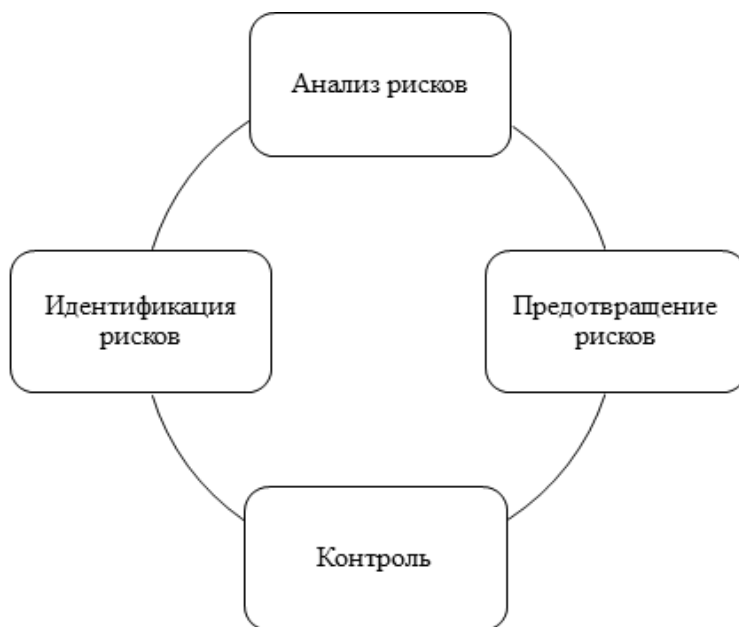 Анализ рисков
Идентификация
рисков
Предотвращение
рисков
Контроль